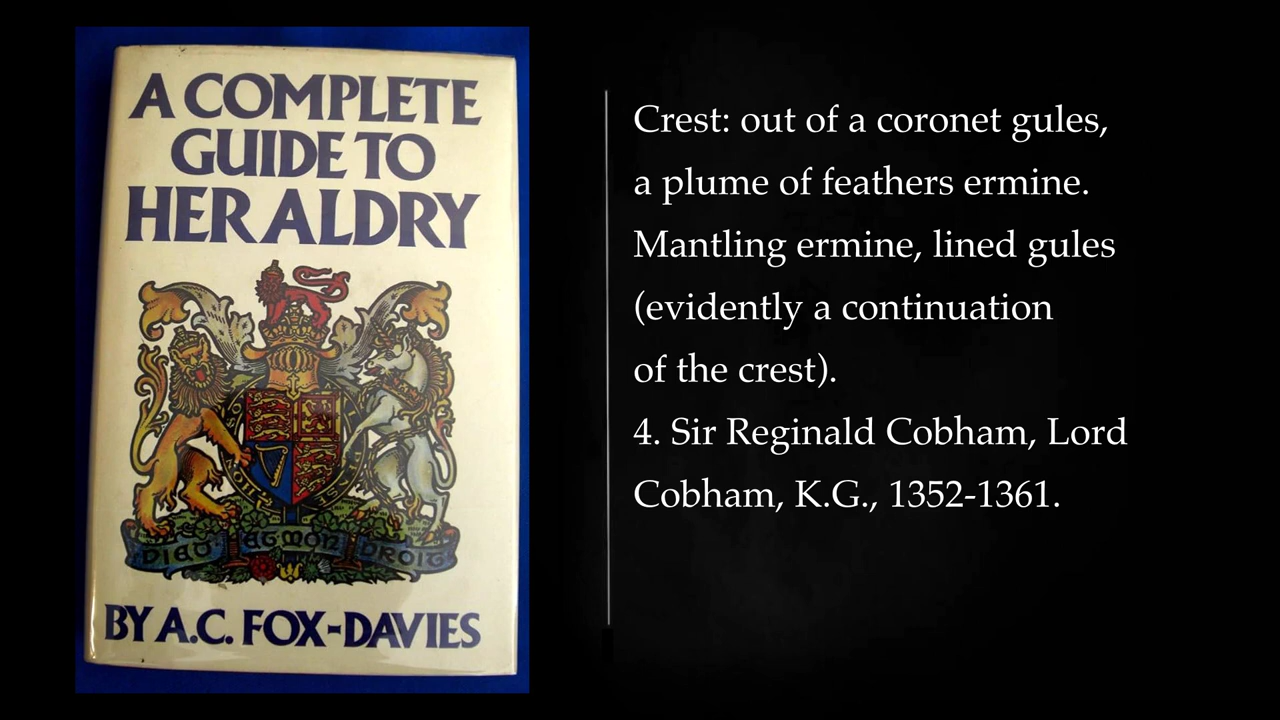 A COMPLETE
GUIDE TO
HERALDRY
DIEU ET MON DROIT
BY A.C. FOX-DAVIES
Crest: out of a coronet gules,
a plume of feathers ermine.
Mantling ermine, lined gules
(evidently a continuation
of the crest).
4. Sir Reginald Cobham, Lord
Cobham, K.G., 1352-1361.